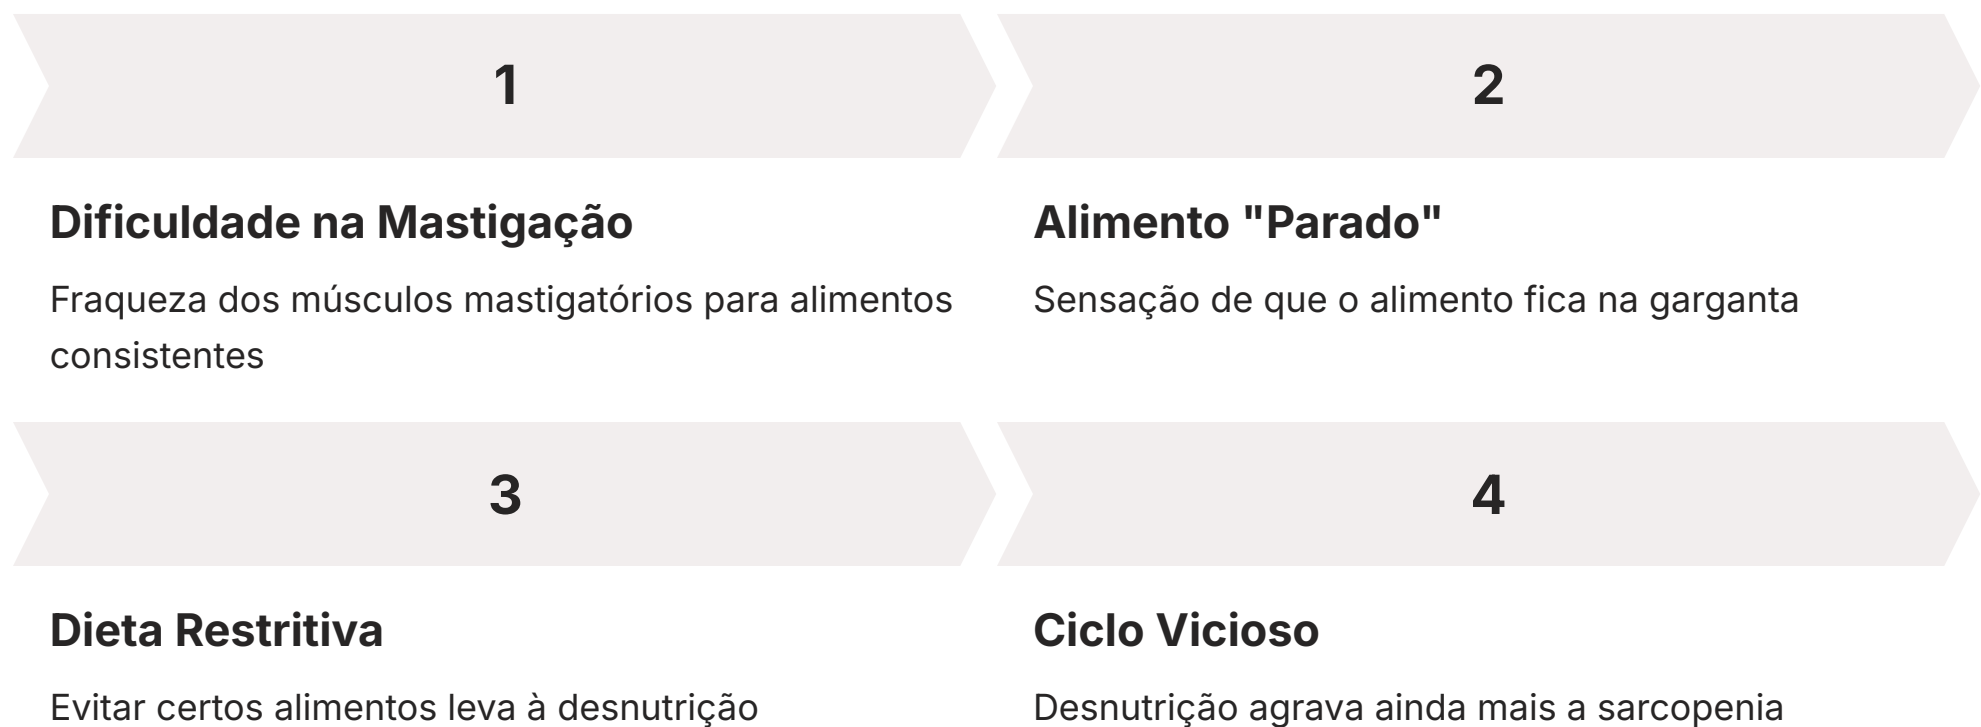 1
2
Dificuldade na Mastigação
Fraqueza dos músculos mastigatórios para alimentos
consistentes
Alimento "Parado"
Sensação de que o alimento fica na garganta
3
4
Dieta Restritiva
Evitar certos alimentos leva à desnutrição
Ciclo Vicioso
Desnutrição agrava ainda mais a sarcopenia